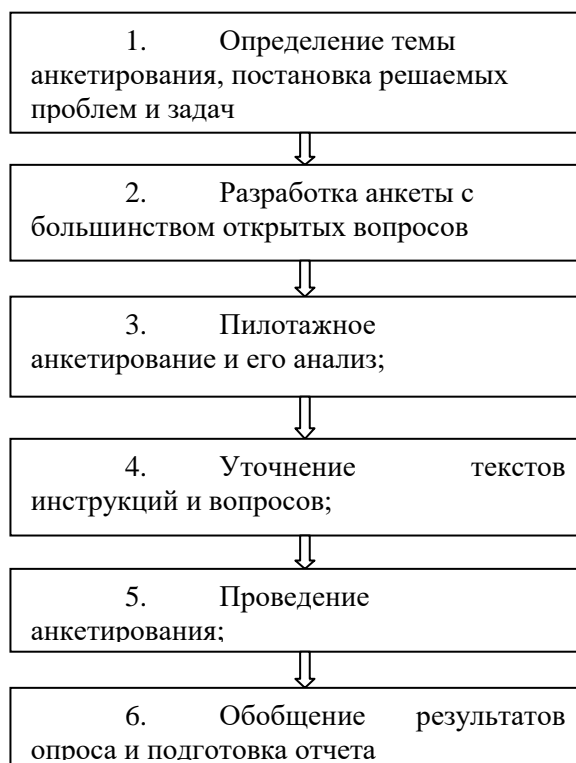 1. Определение темы
анкетирования, постановка решаемых
проблем и задач
2. Разработка анкеты с
большинством открытых вопросов
3. Пилотажное
анкетирование и его анализ;
4. Уточнение текстов
инструкций и вопросов;
5. Проведение
анкетирования;
6. Обобщение результатов
опроса и подготовка отчета